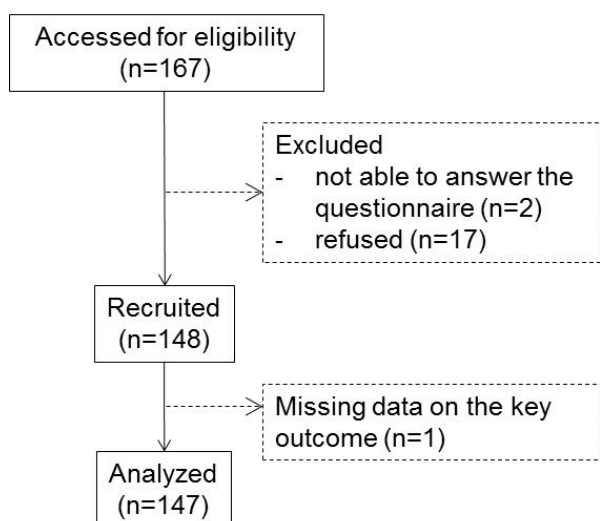 Accessed for eligibility
(n=167)
Excluded
- not able to answer the
questionnaire (n=2)
- refused (n=17)
Recruited
(n=148)
Missing data on the key
outcome (n=1)
Analyzed
(n=147)